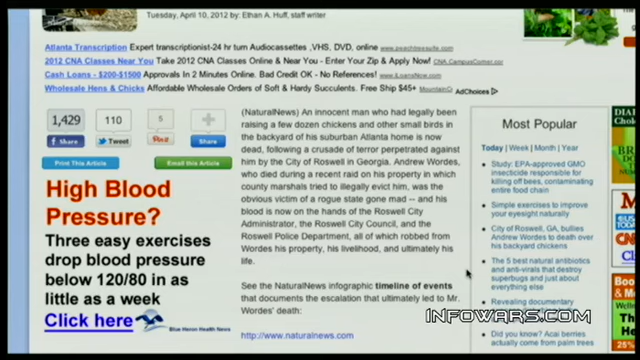 Tuesday, April 10, 2012 by: Ethan A. Huff, staff writer
Atlanta Transcription Expert transcriptionist-24 hr turn Audiocassettes ,VHS, DVD, online www.peachtreesuite.com
2012 CNA Classes Near You Take 2012 CNA Classes Online & Near You - Enter Your Zip & Apply Now! CNA.CampusCorner.com
Cash Loans - $200-$1500 Approvals In 2 Minutes Online. Bad Credit OK - No References! www.iLoansNow.com
Wholesale Hens & Chicks Affordable Wholesale Orders of Soft & Hardy Succulents. Free Ship $45+
AdChoices
1,429
110
5
+
Share
Tweet
Pin it
Share
Print this Article
Email this Article
High Blood
Pressure?
Three easy exercises
drop blood pressure
below 120/80 in as
little as a week
Click here
Blue Heron Health News
(NaturalNews) An innocent man who had legally been
raising a few dozen chickens and other small birds in
the backyard of his suburban Atlanta home is now
dead, following a crusade of terror perpetrated against
him by the City of Roswell in Georgia. Andrew Wordes,
who died during a recent raid on his property in which
county marshals tried to illegally evict him, was the
obvious victim of a rogue state gone mad -- and his
blood is now on the hands of the Roswell City
Administrator, the Roswell City Council, and the
Roswell Police Department, all of which robbed from
Wordes his property, his livelihood, and ultimately his
life.
See the NaturalNews infographic timeline of events
that documents the escalation that ultimately led to Mr.
Wordes' death:
http://www.naturalnews.com
Most Popular
Today | Week | Month | Year
Study: EPA-approved GMO
insecticide responsible for
killing off bees, contaminating
entire food chain
Simple exercises to improve
your eyesight naturally
City of Roswell, GA, bullies
Andrew Wordes to death over
his backyard chickens
The 5 best natural antibiotics
and anti-virals that destroy
superbugs and just about
everything else
Revealing documentary
INFOWARS.COM
Did you know? Acai berries
actually come from palm trees